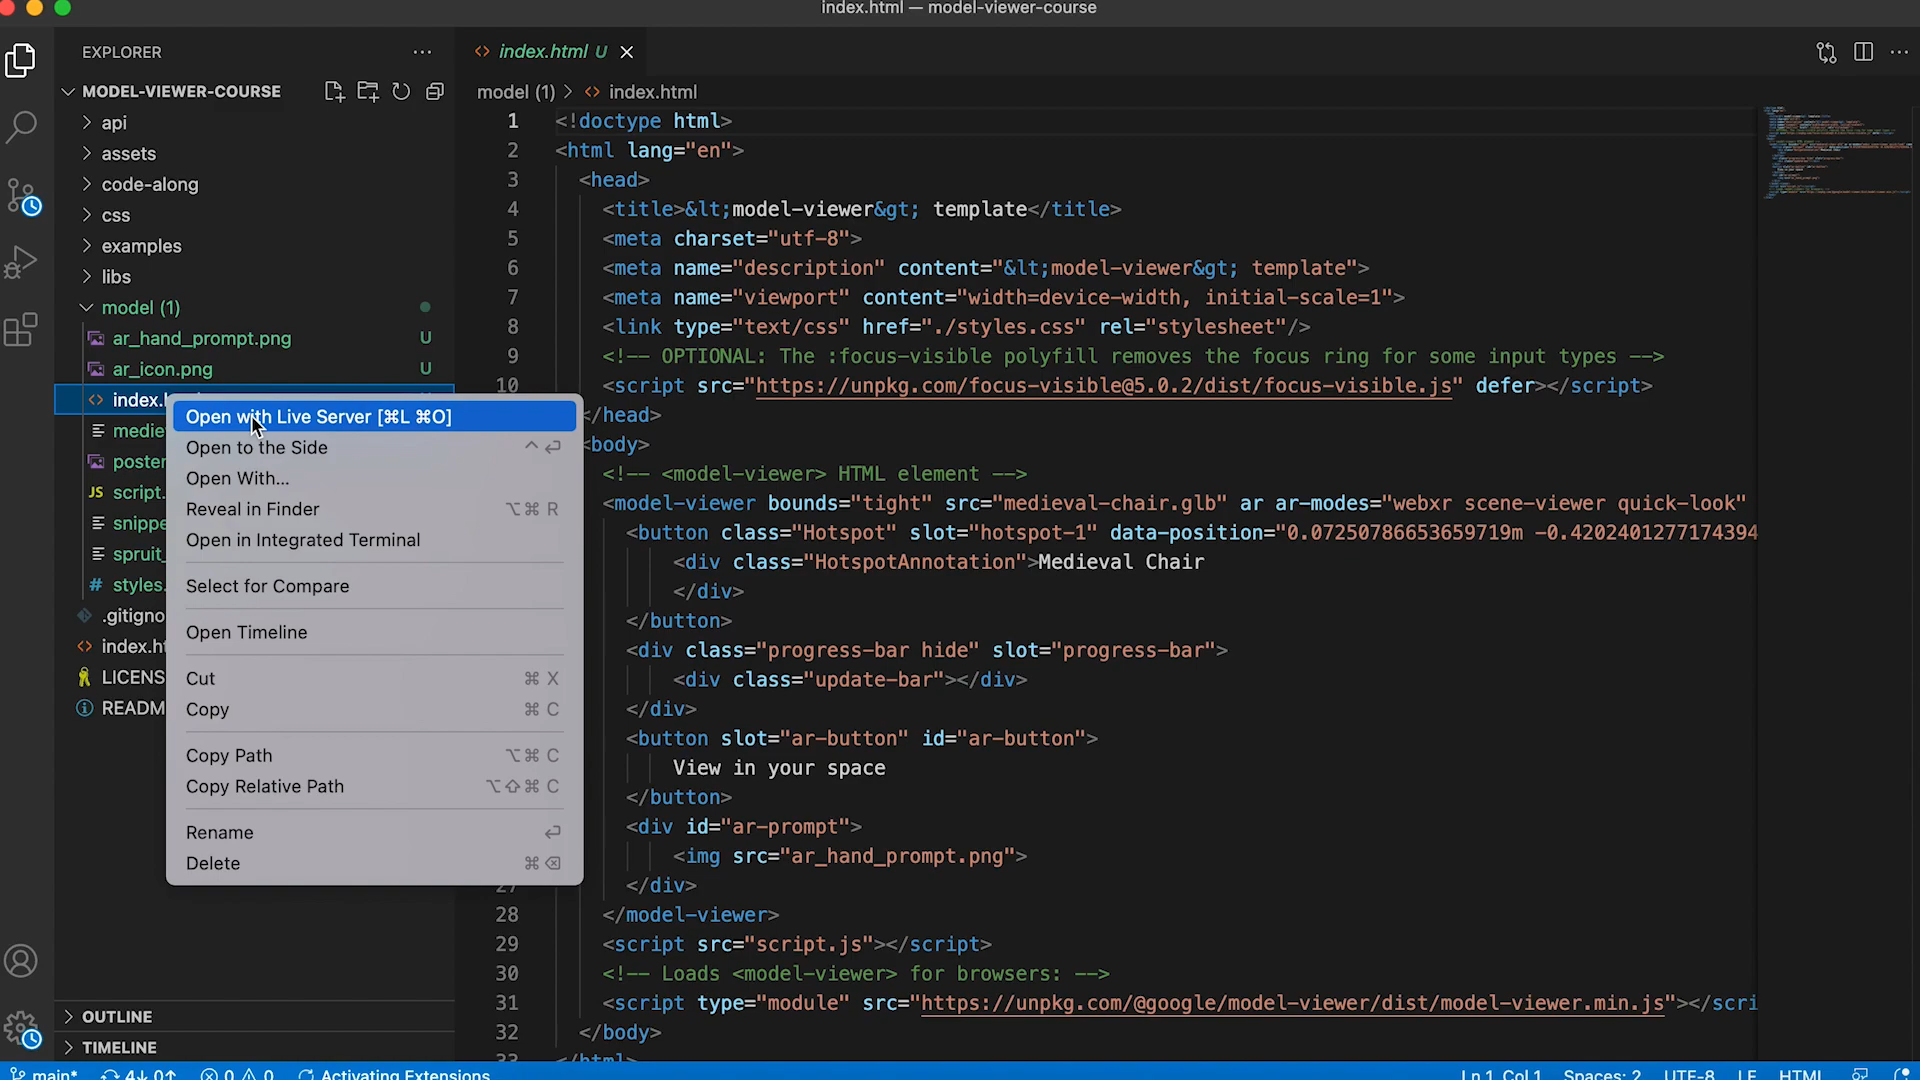 index.html — model-viewer-course
EXPLORER
MODEL-VIEWER-COURSE
api
assets
code-along
css
examples
libs
model (1)
ar_hand_prompt.png U
ar_icon.png U
index.h
medie
poster
JS script.
snippe
spruit_
# styles.
.gitigno
index.ht
LICENS
READM
OUTLINE
TIMELINE
Open with Live Server [⌘L ⌘O]
Open to the Side ⌃ ⏎
Open With...
Reveal in Finder ⌥⌘ R
Open in Integrated Terminal
Select for Compare
Open Timeline
Cut ⌘ X
Copy ⌘ C
Copy Path ⌥⌘ C
Copy Relative Path ⌥⇧⌘ C
Rename ⏎
Delete ⌘ ⌫
<> index.html U ×
model (1) > <> index.html
1 <!doctype html>
2 <html lang="en">
3 <head>
4 <title>&lt;model-viewer&gt; template</title>
5 <meta charset="utf-8">
6 <meta name="description" content="&lt;model-viewer&gt; template">
7 <meta name="viewport" content="width=device-width, initial-scale=1">
8 <link type="text/css" href="./styles.css" rel="stylesheet"/>
9 <!-- OPTIONAL: The :focus-visible polyfill removes the focus ring for some input types -->
10 <script src="https://unpkg.com/focus-visible@5.0.2/dist/focus-visible.js" defer></script>
</head>
<body>
<!-- <model-viewer> HTML element -->
<model-viewer bounds="tight" src="medieval-chair.glb" ar ar-modes="webxr scene-viewer quick-look"
<button class="Hotspot" slot="hotspot-1" data-position="0.07250786653659719m -0.4202401277174394
<div class="HotspotAnnotation">Medieval Chair
</div>
</button>
<div class="progress-bar hide" slot="progress-bar">
<div class="update-bar"></div>
</div>
<button slot="ar-button" id="ar-button">
View in your space
</button>
<div id="ar-prompt">
<img src="ar_hand_prompt.png">
27 </div>
28 </model-viewer>
29 <script src="script.js"></script>
30 <!-- Loads <model-viewer> for browsers: -->
31 <script type="module" src="https://unpkg.com/@google/model-viewer/dist/model-viewer.min.js"></scri
32 </body>
33 </html>
main* 4↓ 0↑ 0 0 Activating Extensions Ln 1, Col 1 Spaces: 2 UTF-8 LF HTML